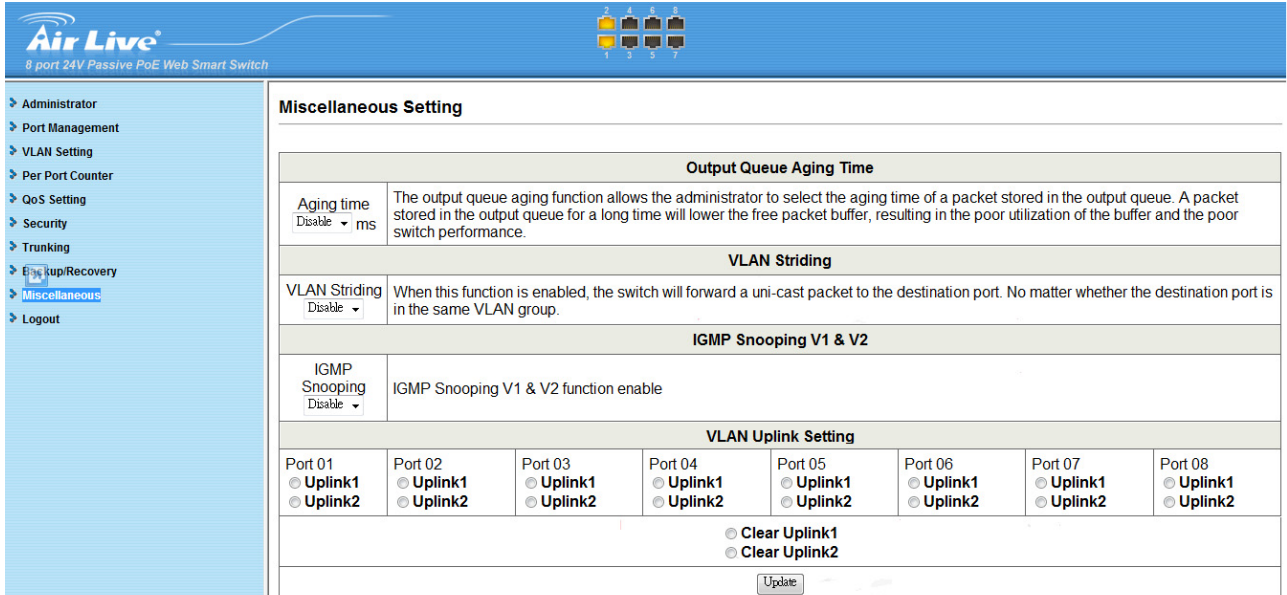 2 4 6 8
Air Live®
1 3 5 7
8 port 24V Passive PoE Web Smart Switch
Administrator
Port Management
VLAN Setting
Per Port Counter
QoS Setting
Security
Trunking
Backup/Recovery
Miscellaneous
Logout
Miscellaneous Setting
Output Queue Aging Time
Aging time
Disable ms
The output queue aging function allows the administrator to select the aging time of a packet stored in the output queue. A packet
stored in the output queue for a long time will lower the free packet buffer, resulting in the poor utilization of the buffer and the poor
switch performance.
VLAN Striding
VLAN Striding
Disable
When this function is enabled, the switch will forward a uni-cast packet to the destination port. No matter whether the destination port is
in the same VLAN group.
IGMP Snooping V1 & V2
IGMP
Snooping
Disable
IGMP Snooping V1 & V2 function enable
VLAN Uplink Setting
Port 01 Port 02 Port 03 Port 04 Port 05 Port 06 Port 07 Port 08
Uplink1 Uplink1 Uplink1 Uplink1 Uplink1 Uplink1 Uplink1 Uplink1
Uplink2 Uplink2 Uplink2 Uplink2 Uplink2 Uplink2 Uplink2 Uplink2
Clear Uplink1
Clear Uplink2
Update